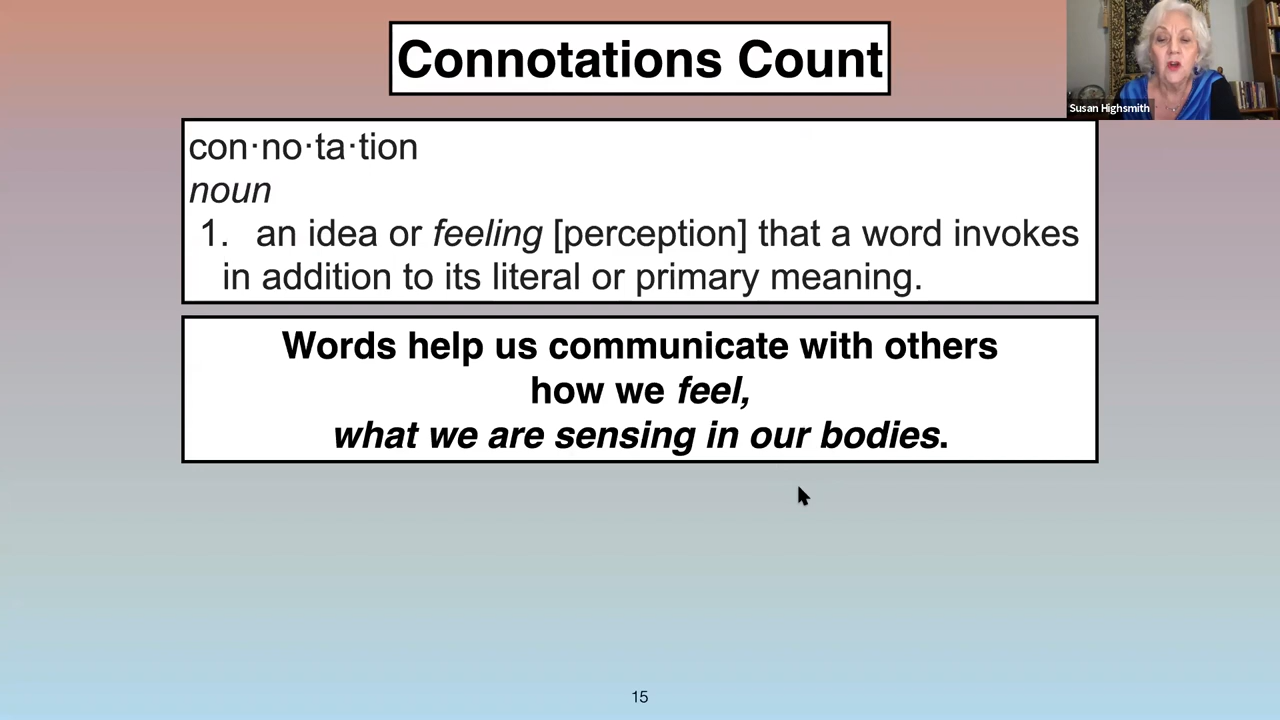 Connotations Count
Susan Highsmith
con·no·ta·tion
noun
1. an idea or feeling [perception] that a word invokes
in addition to its literal or primary meaning.
Words help us communicate with others
how we feel,
what we are sensing in our bodies.
15